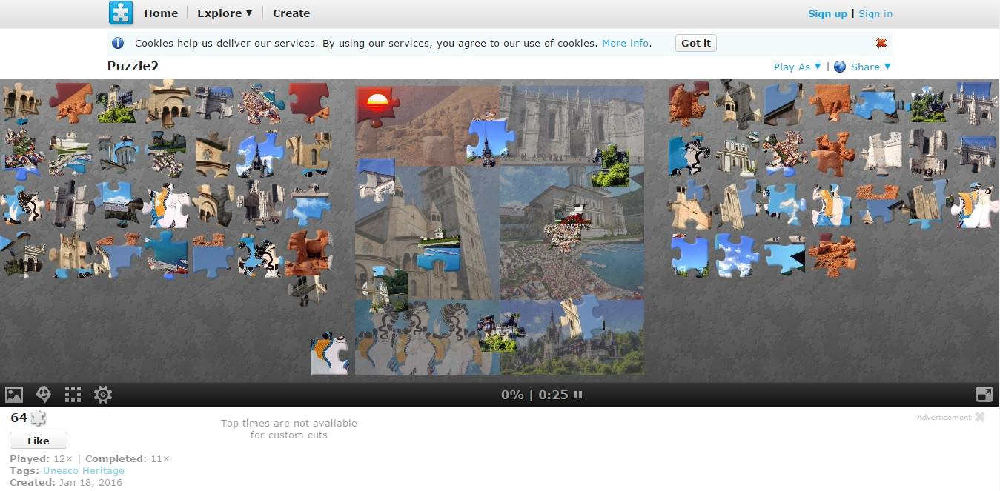 Home Explore ▼ Create Sign up | Sign in
Cookies help us deliver our services. By using our services, you agree to our use of cookies. More info. Got it
Puzzle2 Play As ▼ | Share ▼
0% | 0:25
64
Top times are not available
for custom cuts
Advertisement
Like
Played: 12× | Completed: 11×
Tags: Unesco Heritage
Created: Jan 18, 2016